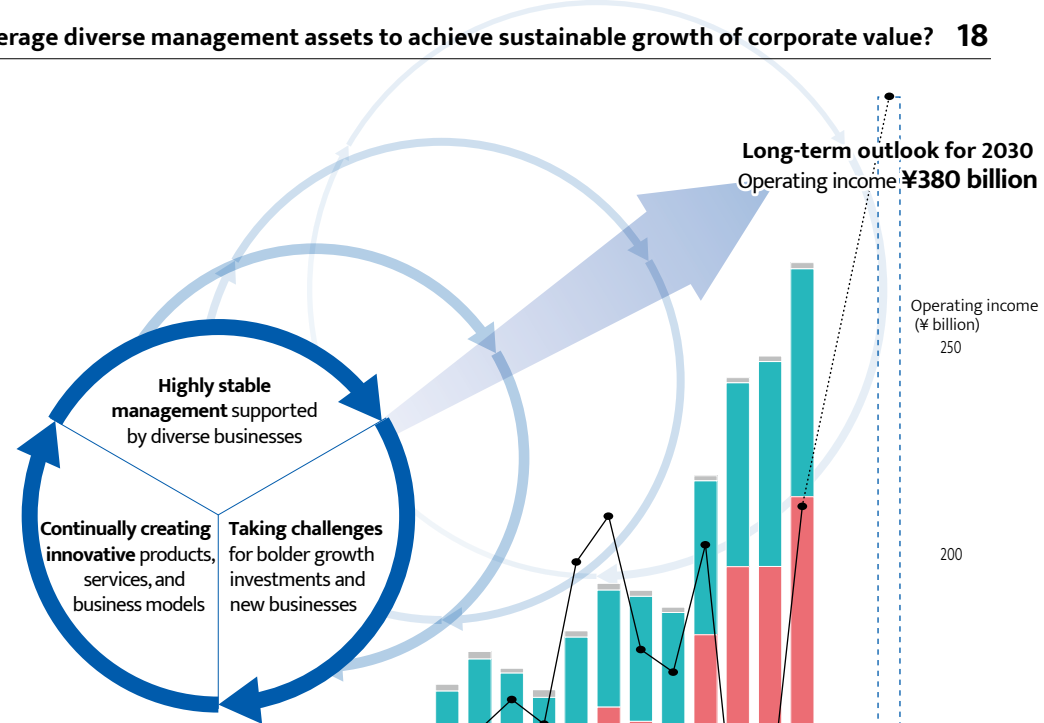 diverse management assets to achieve sustainable growth of corporate value? 18
Long-term outlook for 2030
Operating income ¥380 billion
Operating income
(¥ billion)
250
200
Highly stable
management supported
by diverse businesses
Continually creating
innovative products,
services, and
business models
Taking challenges
for bolder growth
investments and
new businesses